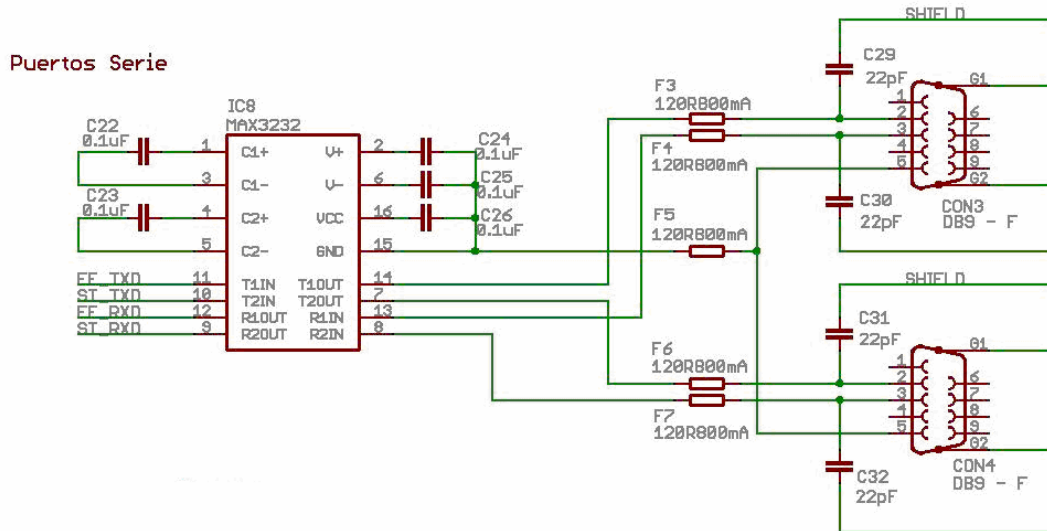 Puertos Serie
IC8
MAX3232
C22
0.1uF
C23
0.1uF
1 C1+ V+ 2
3 C1- V- 6
4 C2+ VCC 16
5 C2- GND 15
11 T1IN T1OUT 14
10 T2IN T2OUT 7
12 R1OUT R1IN 13
9 R2OUT R2IN 8
EF_TXD
ST_TXD
EF_RXD
ST_RXD
C24
0.1uF
C25
0.1uF
C26
0.1uF
F3
120R800mA
F4
120R800mA
F5
120R800mA
F6
120R800mA
F7
120R800mA
SHIELD
C29
22pF
C30
22pF
G1
1
2
3
4
5
6
7
8
9
G2
CON3
DB9 - F
SHIELD
C31
22pF
C32
22pF
G1
1
2
3
4
5
6
7
8
9
G2
CON4
DB9 - F